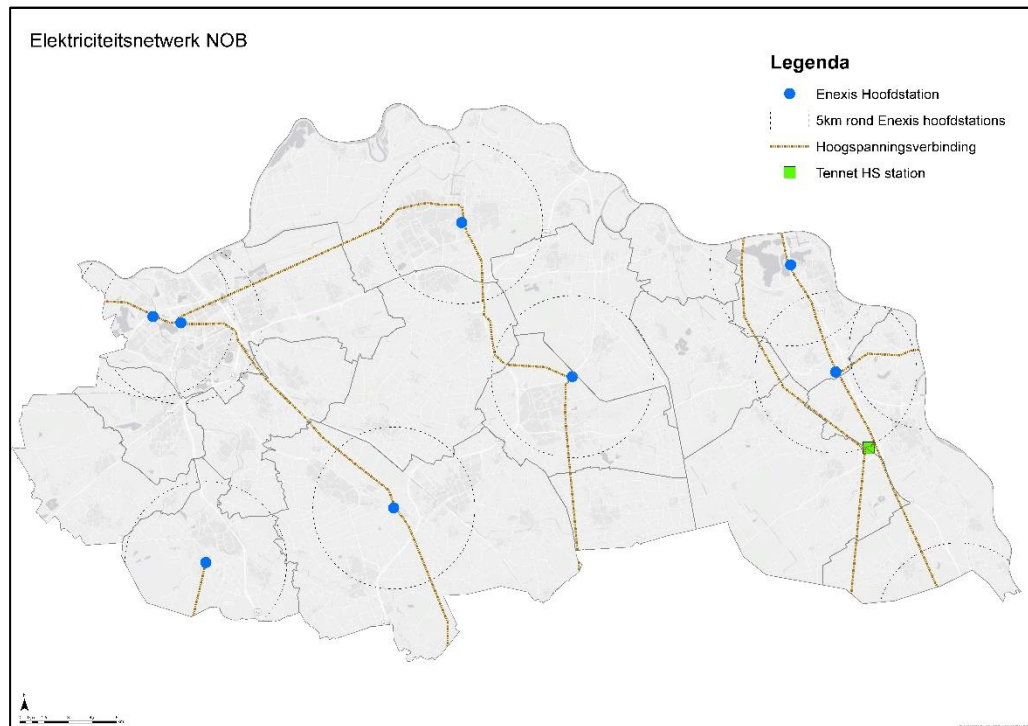 Elektriciteitsnetwerk NOB
Legenda
Enexis Hoofdstation
5km rond Enexis hoofdstations
Hoogspanningsverbinding
Tennet HS station